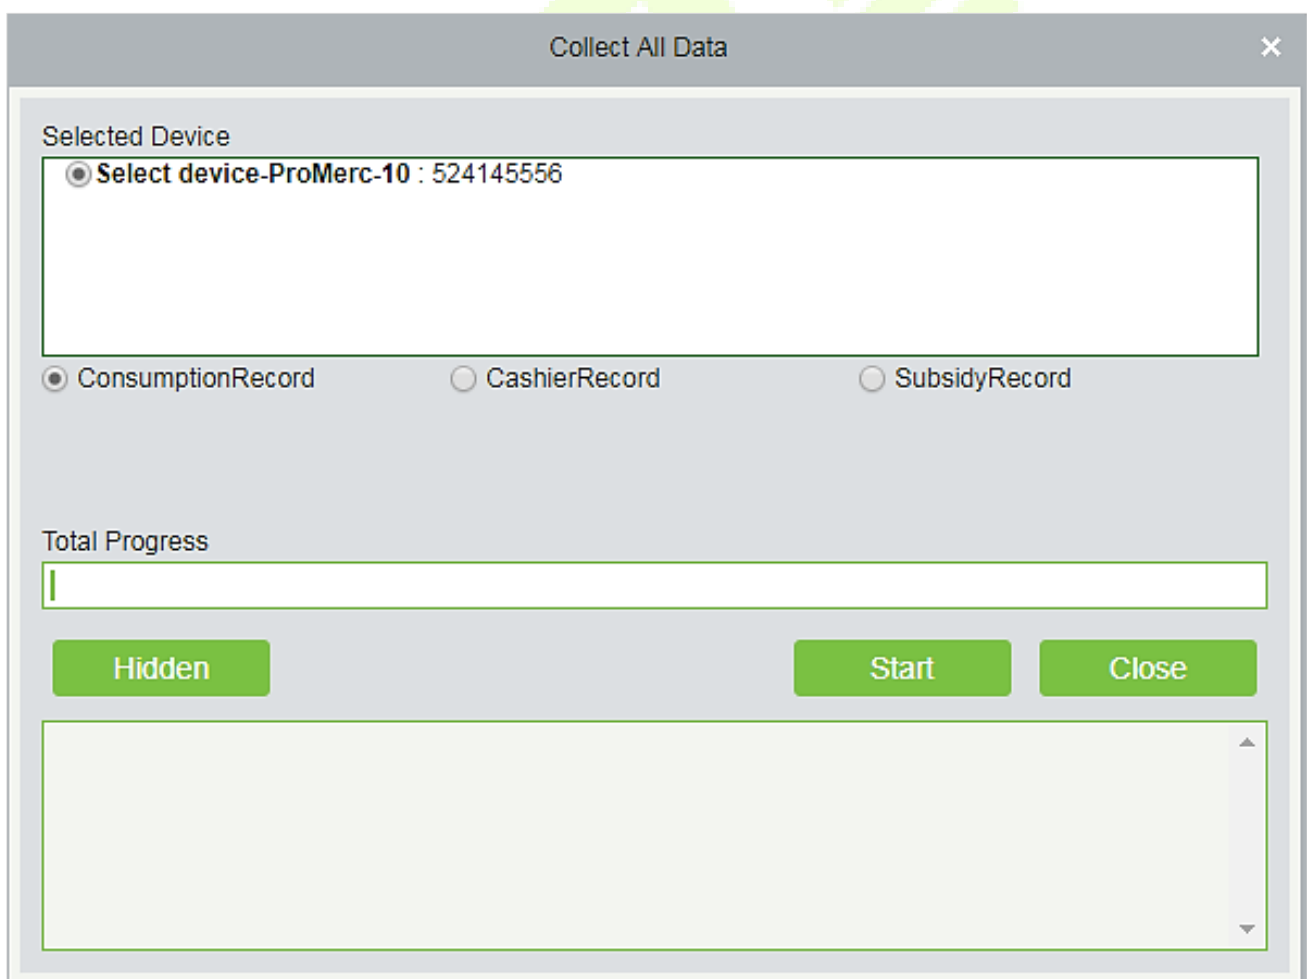 Collect All Data
Selected Device
Select device-ProMerc-10 : 524145556
ConsumptionRecord CashierRecord SubsidyRecord
Total Progress
Hidden Start Close